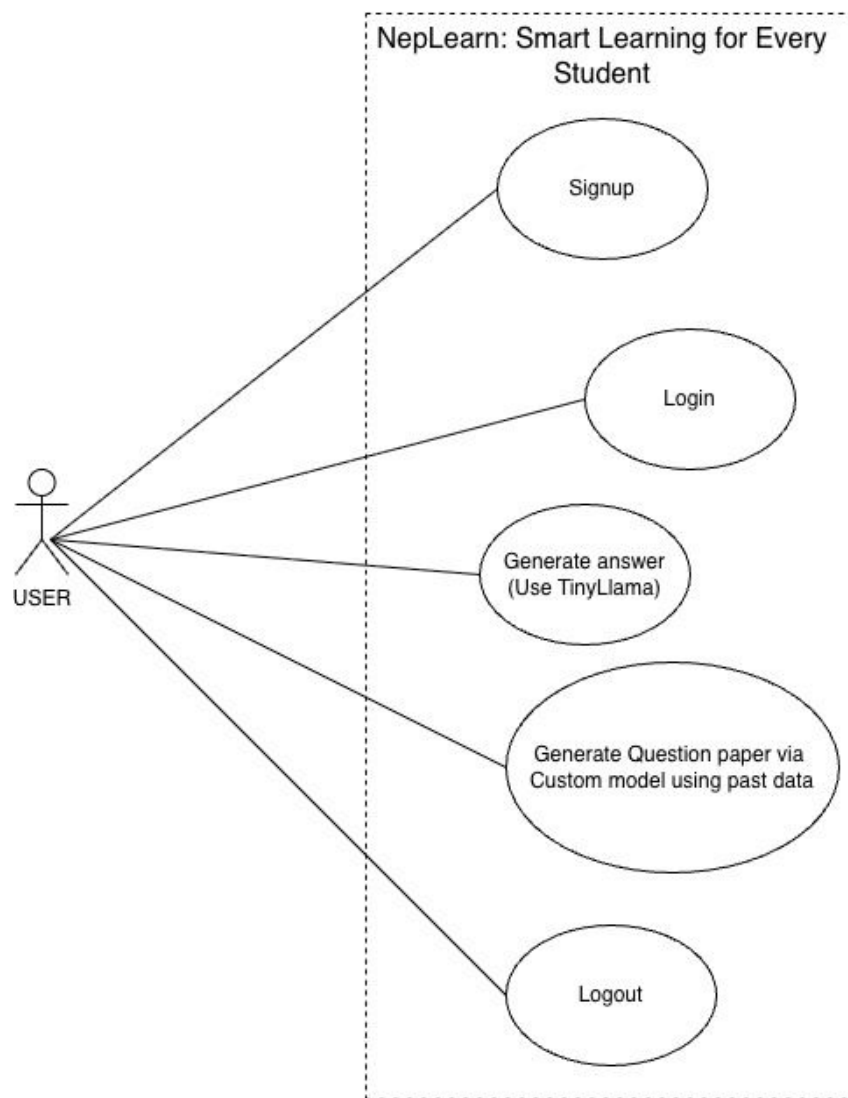 NepLearn: Smart Learning for Every
Student
Signup
Login
Generate answer
(Use TinyLlama)
USER
Generate Question paper via
Custom model using past data
Logout